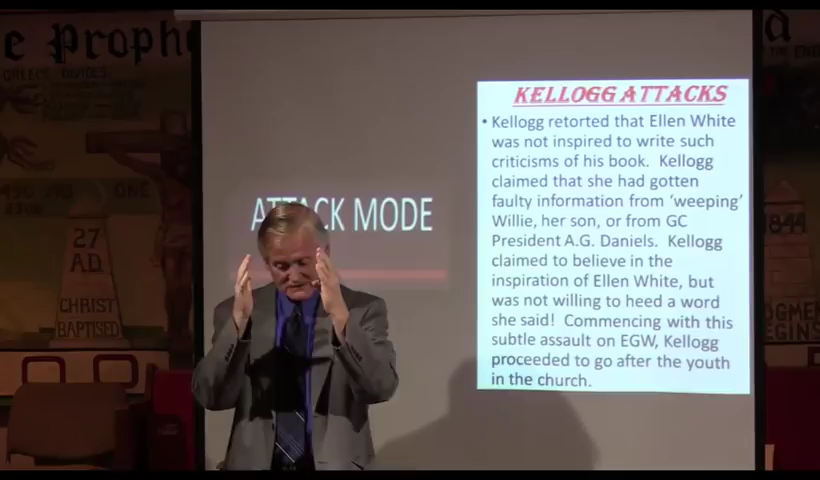 e Proph
GREECE DIVIDES
27
A.D.
CHRIST
BAPTISED
ATTACK MODE
KELLOGG ATTACKS
• Kellogg retorted that Ellen White
was not inspired to write such
criticisms of his book. Kellogg
claimed that she had gotten
faulty information from ‘weeping’
Willie, her son, or from GC
President A.G. Daniels. Kellogg
claimed to believe in the
inspiration of Ellen White, but
was not willing to heed a word
she said! Commencing with this
subtle assault on EGW, Kellogg
proceeded to go after the youth
in the church.
1844